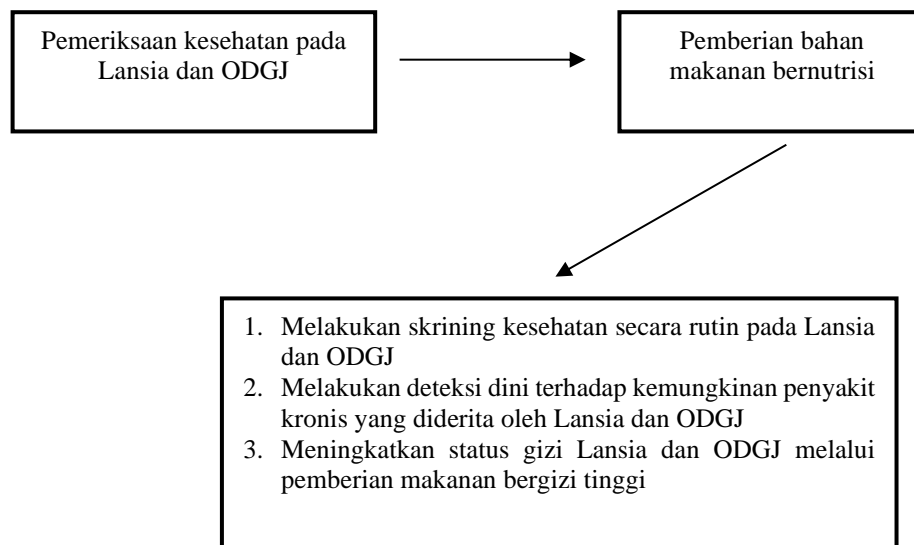 Pemeriksaan kesehatan pada
Lansia dan ODGJ
Pemberian bahan
makanan bernutrisi
1. Melakukan skrining kesehatan secara rutin pada Lansia
dan ODGJ
2. Melakukan deteksi dini terhadap kemungkinan penyakit
kronis yang diderita oleh Lansia dan ODGJ
3. Meningkatkan status gizi Lansia dan ODGJ melalui
pemberian makanan bergizi tinggi